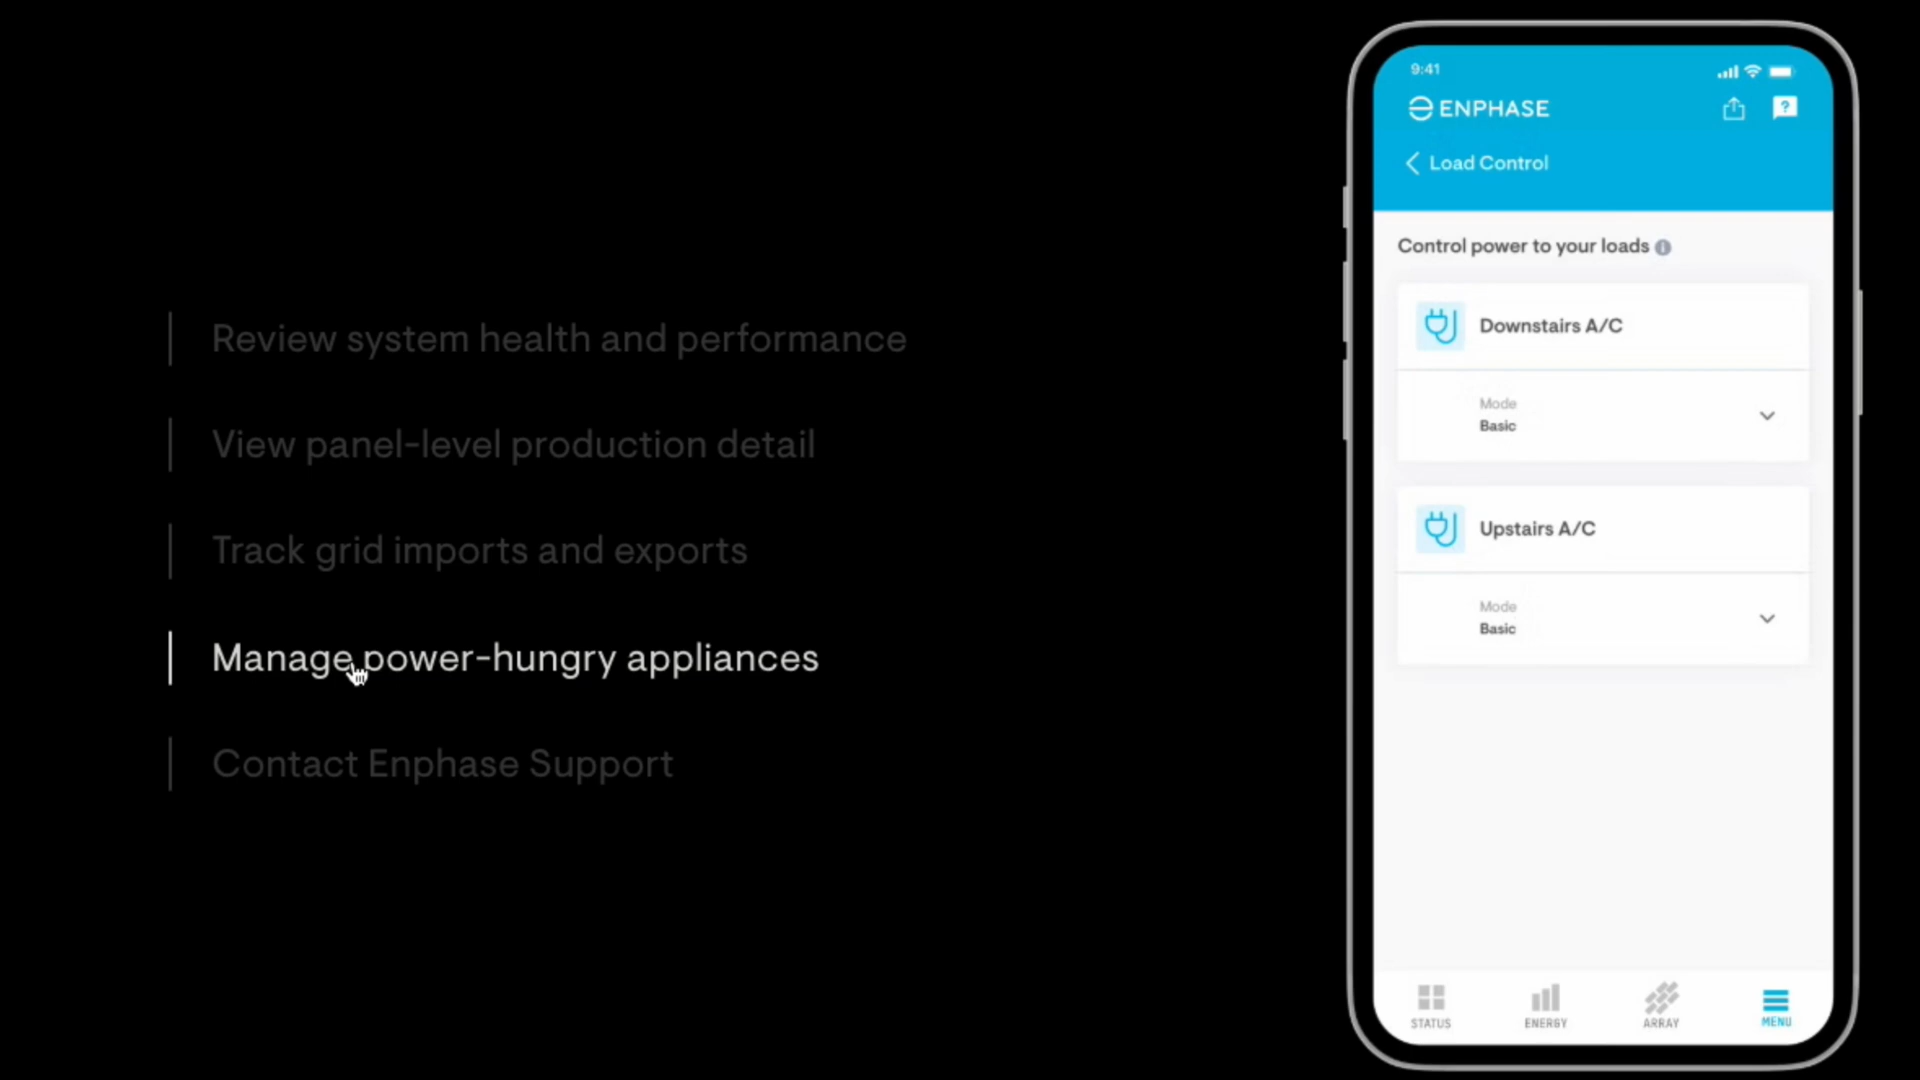 Review system health and performance
View panel-level production detail
Track grid imports and exports
Manage power-hungry appliances
Contact Enphase Support
9:41
ENPHASE
?
Load Control
Control power to your loads i
Downstairs A/C
Mode
Basic
Upstairs A/C
Mode
Basic
STATUS ENERGY ARRAY MENU